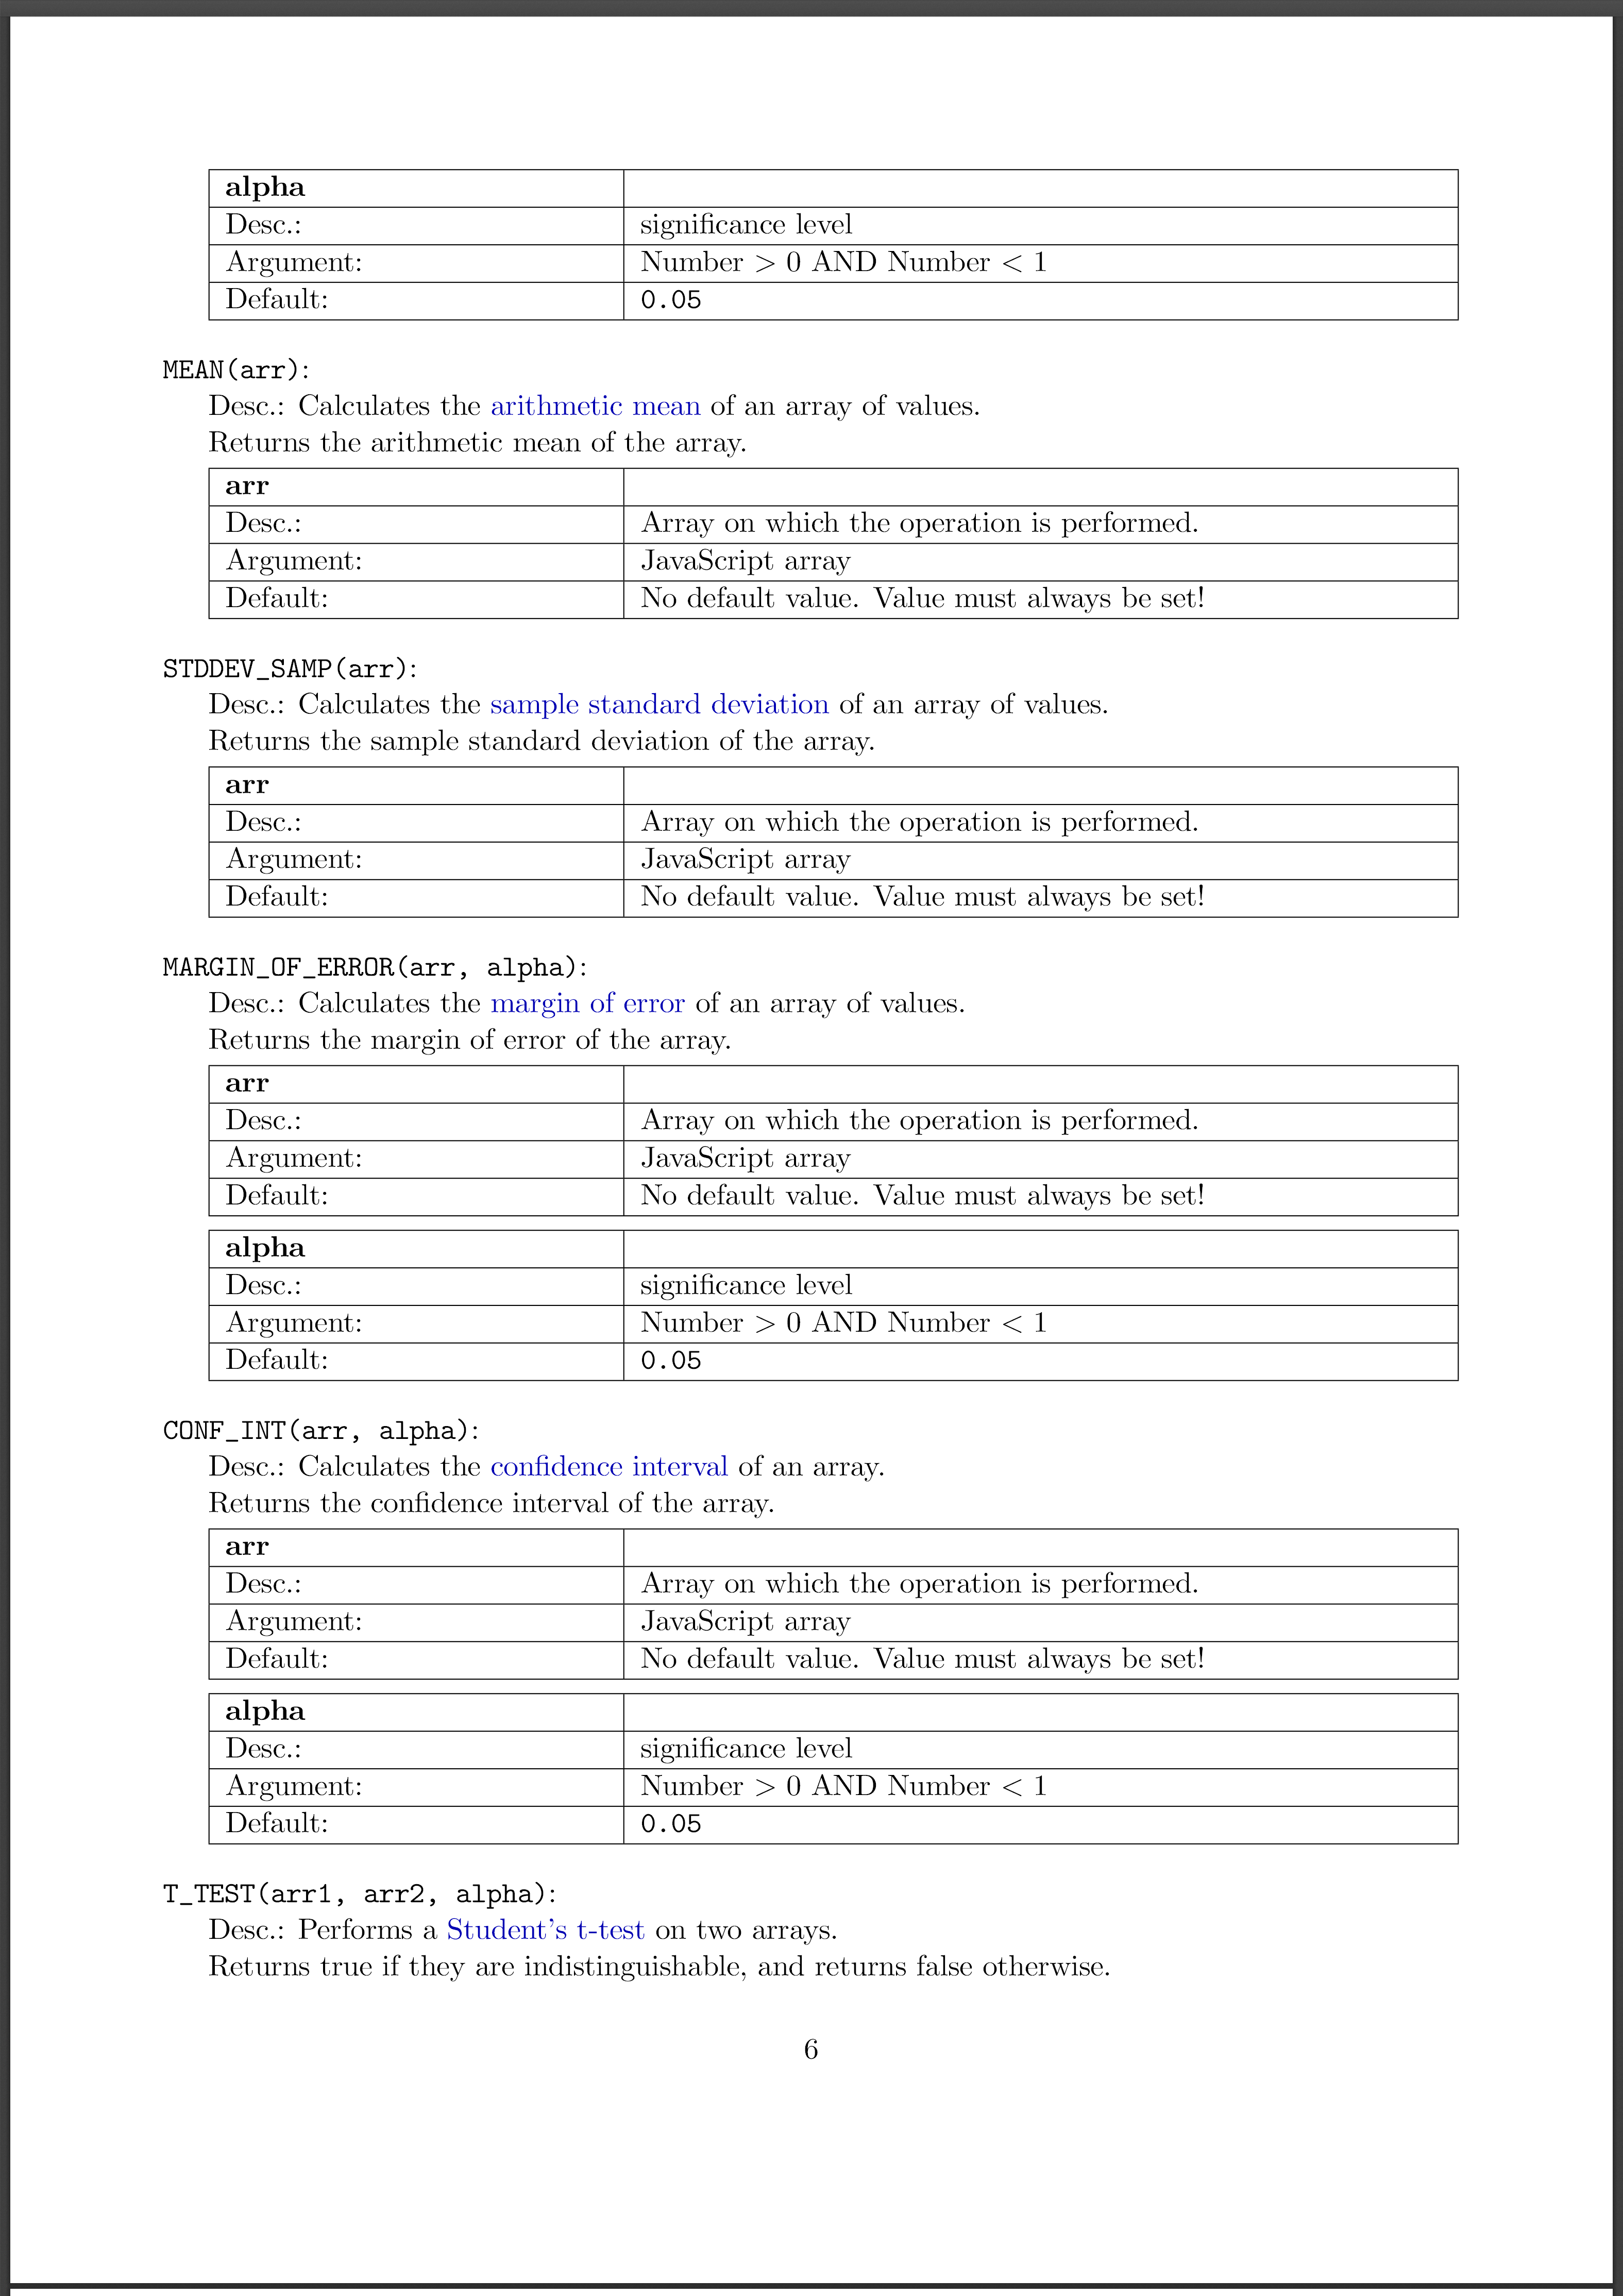 alpha
Desc.: significance level
Argument: Number > 0 AND Number < 1
Default: 0.05
MEAN(arr):
Desc.: Calculates the arithmetic mean of an array of values.
Returns the arithmetic mean of the array.
arr
Desc.: Array on which the operation is performed.
Argument: JavaScript array
Default: No default value. Value must always be set!
STDDEV_SAMP(arr):
Desc.: Calculates the sample standard deviation of an array of values.
Returns the sample standard deviation of the array.
arr
Desc.: Array on which the operation is performed.
Argument: JavaScript array
Default: No default value. Value must always be set!
MARGIN_OF_ERROR(arr, alpha):
Desc.: Calculates the margin of error of an array of values.
Returns the margin of error of the array.
arr
Desc.: Array on which the operation is performed.
Argument: JavaScript array
Default: No default value. Value must always be set!
alpha
Desc.: significance level
Argument: Number > 0 AND Number < 1
Default: 0.05
CONF_INT(arr, alpha):
Desc.: Calculates the confidence interval of an array.
Returns the confidence interval of the array.
arr
Desc.: Array on which the operation is performed.
Argument: JavaScript array
Default: No default value. Value must always be set!
alpha
Desc.: significance level
Argument: Number > 0 AND Number < 1
Default: 0.05
T_TEST(arr1, arr2, alpha):
Desc.: Performs a Student's t-test on two arrays.
Returns true if they are indistinguishable, and returns false otherwise.
6